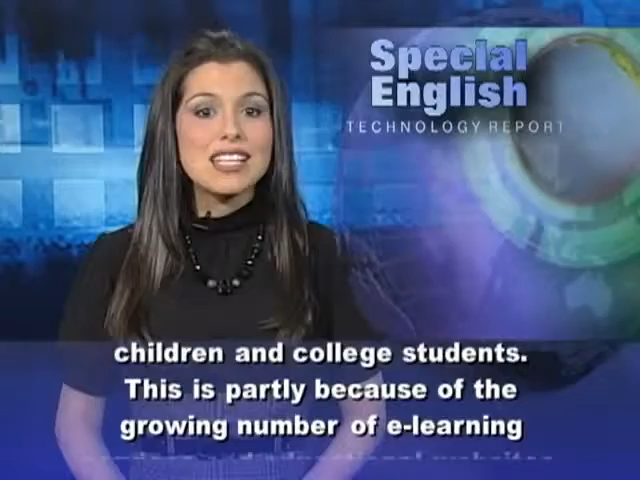 Special
English
TECHNOLOGY REPORT
children and college students.
This is partly because of the
growing number of e-learning